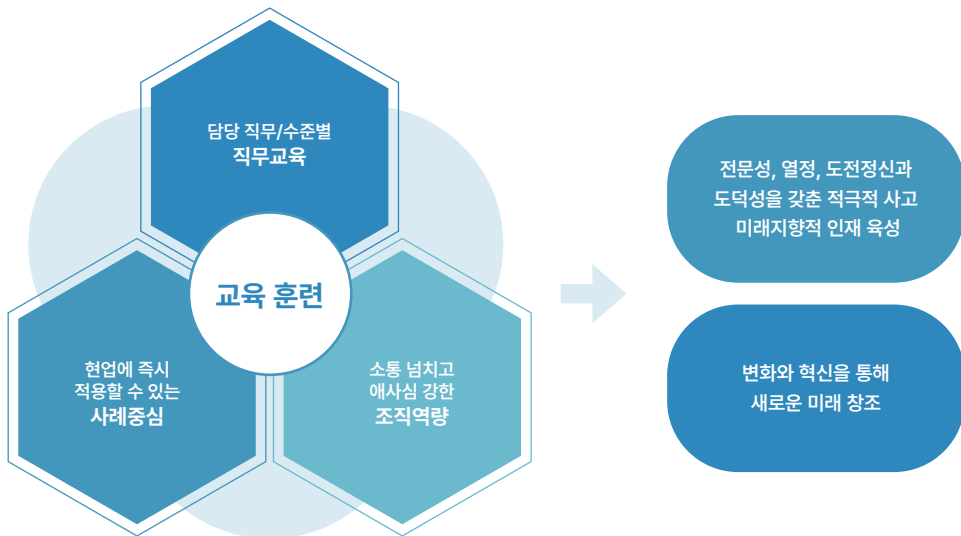 담당 직무/수준별
직무교육
교육 훈련
현업에 즉시
적용할 수 있는
사례중심
소통 넘치고
애사심 강한
조직역량
전문성, 열정, 도전정신과
도덕성을 갖춘 적극적 사고
미래지향적 인재 육성
변화와 혁신을 통해
새로운 미래 창조